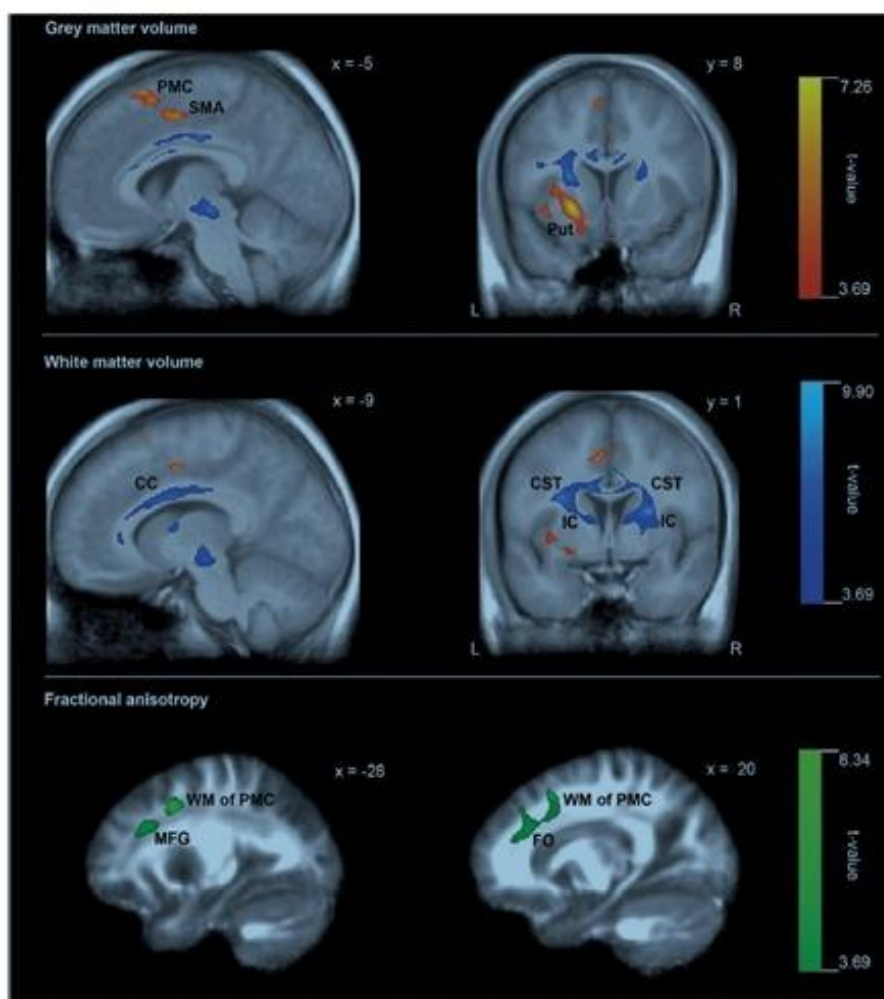 Grey matter volume
x = -5
y = 8
PMC
SMA
Put
L
R
7.26
t-value
3.69
White matter volume
x = -9
y = 1
CC
CST
CST
IC
IC
L
R
9.90
t-value
3.69
Fractional anisotropy
x = -28
x = 20
WM of PMC
MFG
WM of PMC
FO
8.34
t-value
3.69